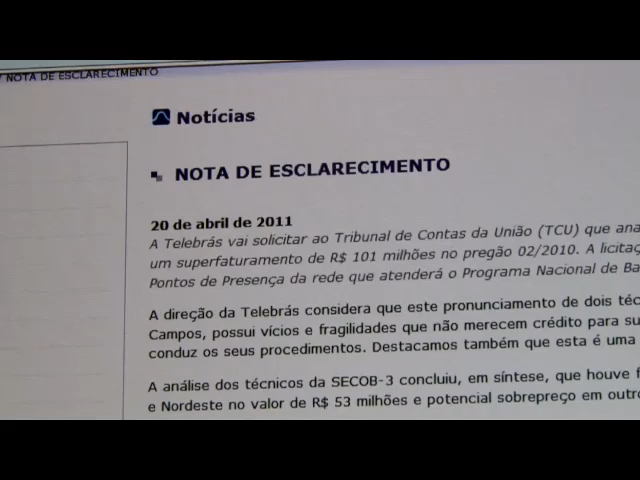 / NOTA DE ESCLARECIMENTO
Notícias
NOTA DE ESCLARECIMENTO
20 de abril de 2011
A Telebrás vai solicitar ao Tribunal de Contas da União (TCU) que ana
um superfaturamento de R$ 101 milhões no pregão 02/2010. A licitaç
Pontos de Presença da rede que atenderá o Programa Nacional de Ba
A direção da Telebrás considera que este pronunciamento de dois téc
Campos, possui vícios e fragilidades que não merecem crédito para su
conduz os seus procedimentos. Destacamos também que esta é uma
A análise dos técnicos da SECOB-3 concluiu, em síntese, que houve f
e Nordeste no valor de R$ 53 milhões e potencial sobrepreço em outro